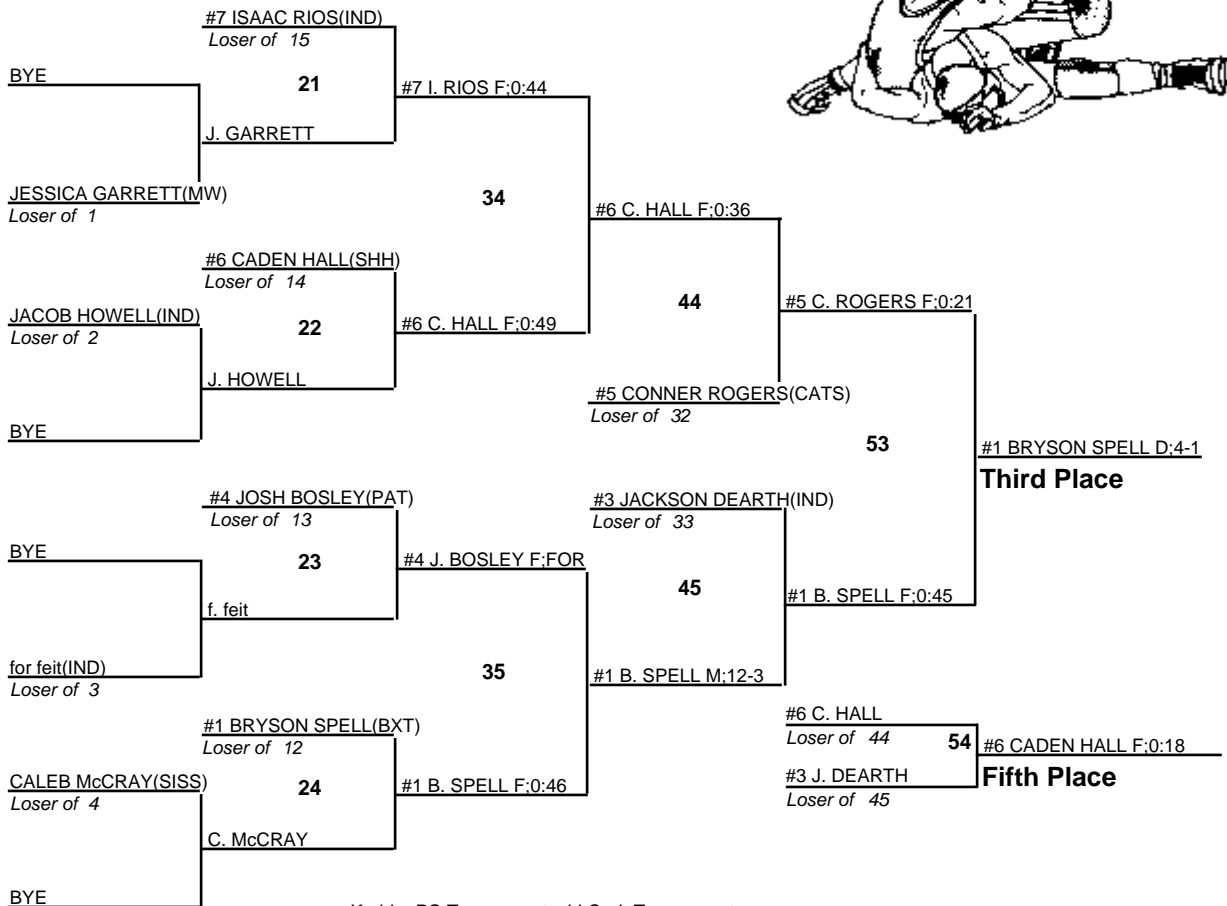 #7 ISAAC RIOS(IND)
Loser of 15
BYE
21
#7 I. RIOS F;0:44
J. GARRETT
JESSICA GARRETT(MW)
Loser of 1
34
#6 C. HALL F;0:36
#6 CADEN HALL(SHH)
Loser of 14
JACOB HOWELL(IND)
Loser of 2
22
#6 C. HALL F;0:49
44
#5 C. ROGERS F;0:21
J. HOWELL
#5 CONNER ROGERS(CATS)
Loser of 32
BYE
53
#1 BRYSON SPELL D;4-1
Third Place
#4 JOSH BOSLEY(PAT)
Loser of 13
#3 JACKSON DEARTH(IND)
Loser of 33
BYE
23
#4 J. BOSLEY F;FOR
45
#1 B. SPELL F;0:45
f. feit
for feit(IND)
Loser of 3
35
#1 B. SPELL M;12-3
#1 BRYSON SPELL(BXT)
Loser of 12
#6 C. HALL
Loser of 44
54
#6 CADEN HALL F;0:18
Fifth Place
CALEB McCRAY(SISS)
Loser of 4
24
#1 B. SPELL F;0:46
#3 J. DEARTH
Loser of 45
C. McCRAY
BYE